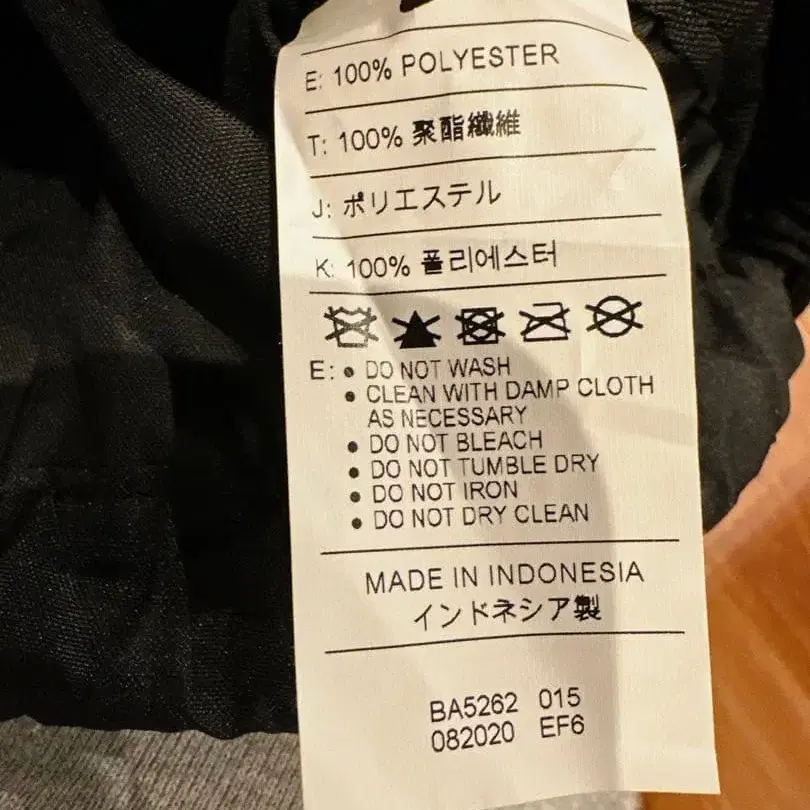 E: 100% POLYESTER
T: 100% 聚酯纖維
J: ポリエステル
K: 100% 폴리에스터
E: • DO NOT WASH
• CLEAN WITH DAMP CLOTH
AS NECESSARY
• DO NOT BLEACH
• DO NOT TUMBLE DRY
• DO NOT IRON
• DO NOT DRY CLEAN
MADE IN INDONESIA
インドネシア製
BA5262 015
082020 EF6